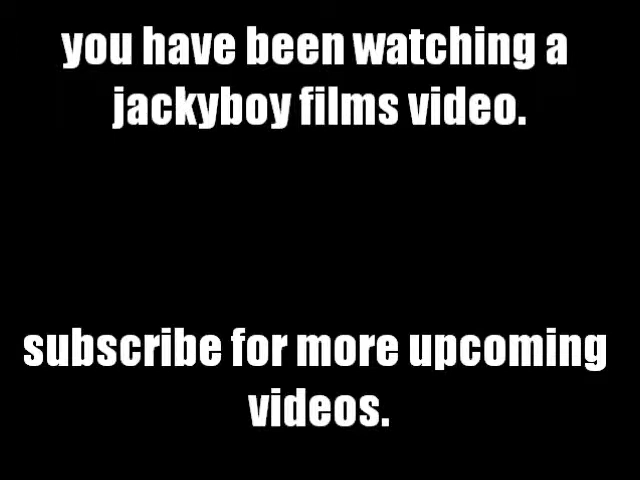 you have been watching a
jackyboy films video.
subscribe for more upcoming
videos.